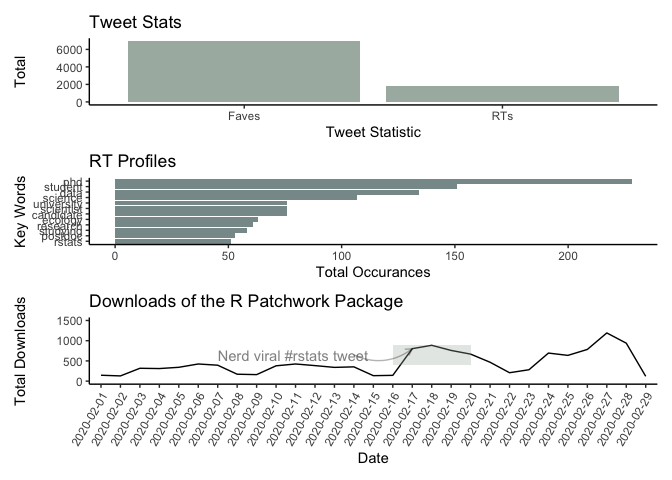 Tweet Stats
Total
6000
4000
2000
0
Faves RTs
Tweet Statistic
RT Profiles
Key Words
phd
student
data
science
university
scientist
candidate
ecology
research
studying
postdoc
rstats
0 50 100 150 200
Total Occurances
Downloads of the R Patchwork Package
Total Downloads
1500
1000
500
0
Nerd viral #rstats tweet
2020-02-01 2020-02-02 2020-02-03 2020-02-04 2020-02-05 2020-02-06 2020-02-07 2020-02-08 2020-02-09 2020-02-10 2020-02-11 2020-02-12 2020-02-13 2020-02-14 2020-02-15 2020-02-16 2020-02-17 2020-02-18 2020-02-19 2020-02-20 2020-02-21 2020-02-22 2020-02-23 2020-02-24 2020-02-25 2020-02-26 2020-02-27 2020-02-28 2020-02-29
Date